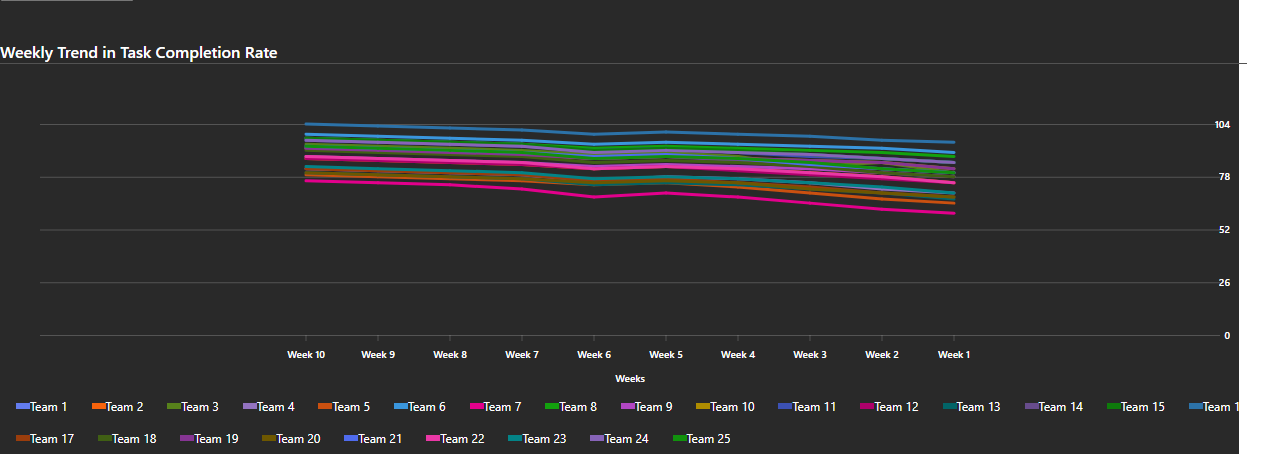 Weekly Trend in Task Completion Rate
104
78
52
26
0
Week 10 Week 9 Week 8 Week 7 Week 6 Week 5 Week 4 Week 3 Week 2 Week 1
Weeks
Team 1 Team 2 Team 3 Team 4 Team 5 Team 6 Team 7 Team 8 Team 9 Team 10 Team 11 Team 12 Team 13 Team 14 Team 15 Team 1
Team 17 Team 18 Team 19 Team 20 Team 21 Team 22 Team 23 Team 24 Team 25